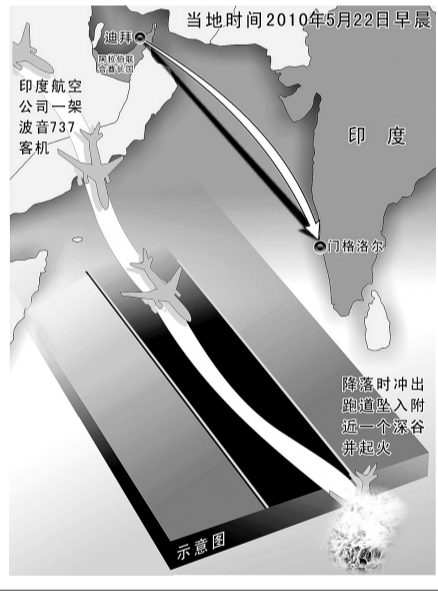 当地时间2010年5月22日早晨
迪拜
阿拉伯联
合酋长国
印度航空
公司一架
波音737
客机
印 度
门格洛尔
降落时冲出
跑道坠入附
近一个深谷
并起火
示意图